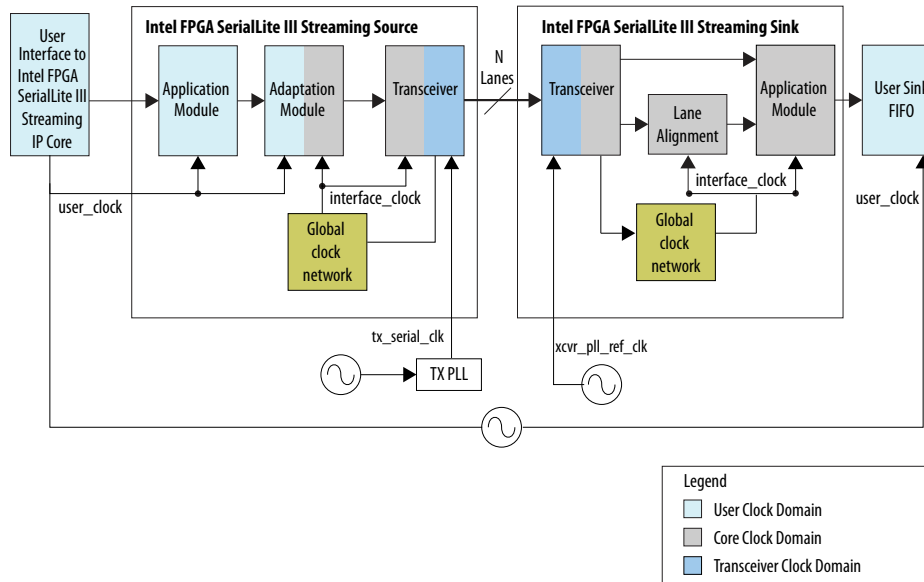 User
Interface to
Intel FPGA
SerialLite III
Streaming
IP Core
Intel FPGA SerialLite III Streaming Source
Application
Module
Adaptation
Module
Transceiver
user_clock
interface_clock
Global
clock
network
tx_serial_clk
TX PLL
N
Lanes
Intel FPGA SerialLite III Streaming Sink
Transceiver
Lane
Alignment
Application
Module
interface_clock
Global
clock
network
xcvr_pll_ref_clk
User Sink
FIFO
user_clock
Legend
User Clock Domain
Core Clock Domain
Transceiver Clock Domain